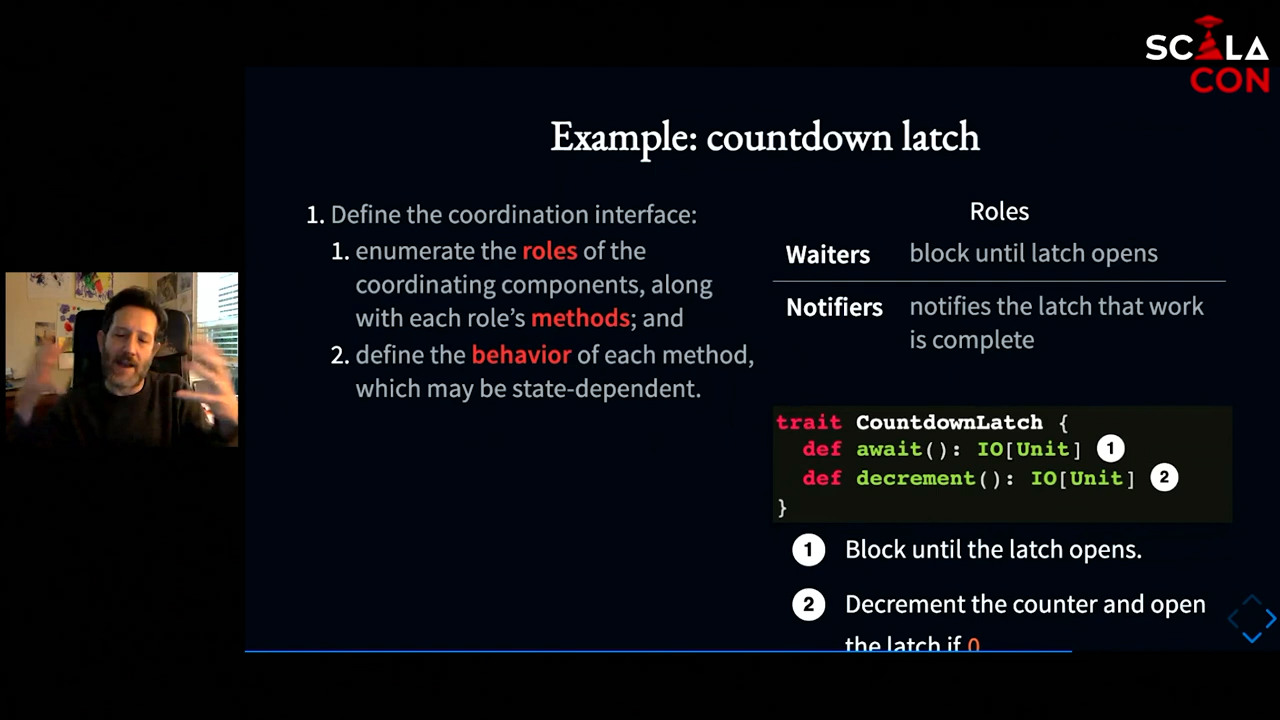 SCALA
CON
Example: countdown latch
1. Define the coordination interface:
1. enumerate the roles of the
coordinating components, along
with each role's methods; and
2. define the behavior of each method,
which may be state-dependent.
Roles
Waiters block until latch opens
Notifiers notifies the latch that work
is complete
trait CountdownLatch {
def await(): IO[Unit] 1
def decrement(): IO[Unit] 2
}
1 Block until the latch opens.
2 Decrement the counter and open
the latch if 0